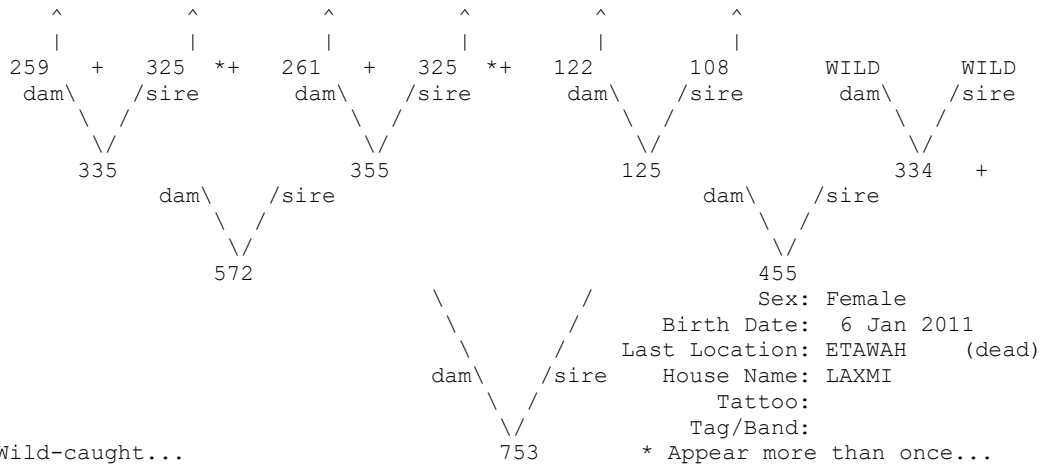 ^ ^ ^ ^ ^ ^
| | | | | |
259 + 325 *+ 261 + 325 *+ 122 108 WILD WILD
dam\ /sire dam\ /sire dam\ /sire dam\ /sire
\ / \ / \ / \ /
\/ \/ \/ \/
335 355 125 334 +
dam\ /sire dam\ /sire
\ / \ /
\/ \/
572 455
\ / Sex: Female
\ / Birth Date: 6 Jan 2011
\ / Last Location: ETAWAH (dead)
dam\ /sire House Name: LAXMI
\ / Tattoo:
\/ Tag/Band:
Wild-caught... 753 * Appear more than once...